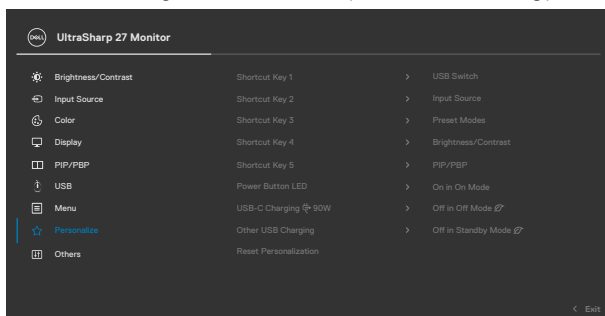 DELL UltraSharp 27 Monitor
Brightness/Contrast Shortcut Key 1 > USB Switch
Input Source Shortcut Key 2 > Input Source
Color Shortcut Key 3 > Preset Modes
Display Shortcut Key 4 > Brightness/Contrast
PIP/PBP Shortcut Key 5 > PIP/PBP
USB Power Button LED > On in On Mode
Menu USB-C Charging 90W > Off in Off Mode
Personalize Other USB Charging > Off in Standby Mode
Others Reset Personalization
< Exit